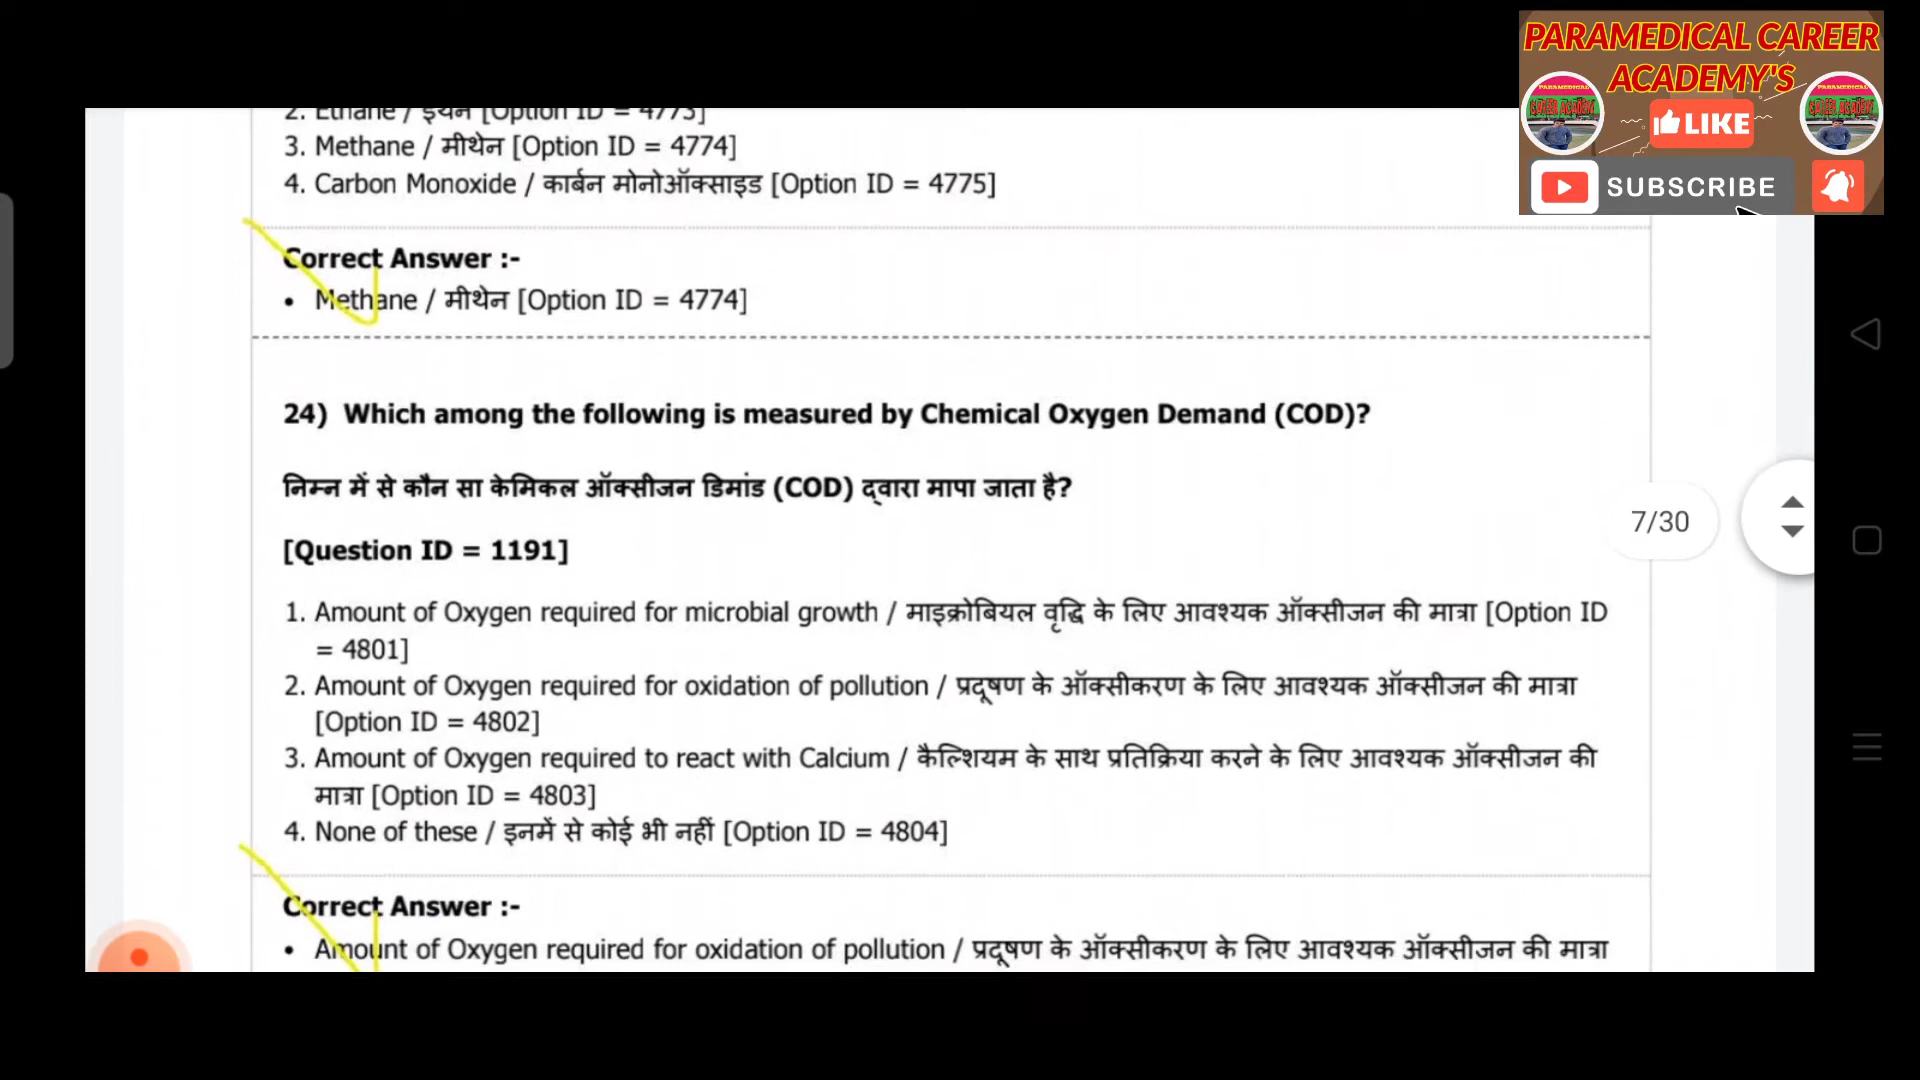 PARAMEDICAL CAREER
ACADEMY'S
LIKE
SUBSCRIBE
2. Ethane / इथेन [Option ID = 4773]
3. Methane / मीथेन [Option ID = 4774]
4. Carbon Monoxide / कार्बन मोनोऑक्साइड [Option ID = 4775]
Correct Answer :-
• Methane / मीथेन [Option ID = 4774]
24) Which among the following is measured by Chemical Oxygen Demand (COD)?
निम्न में से कौन सा केमिकल ऑक्सीजन डिमांड (COD) द्वारा मापा जाता है?
[Question ID = 1191]
7/30
1. Amount of Oxygen required for microbial growth / माइक्रोबियल वृद्धि के लिए आवश्यक ऑक्सीजन की मात्रा [Option ID
= 4801]
2. Amount of Oxygen required for oxidation of pollution / प्रदूषण के ऑक्सीकरण के लिए आवश्यक ऑक्सीजन की मात्रा
[Option ID = 4802]
3. Amount of Oxygen required to react with Calcium / कैल्शियम के साथ प्रतिक्रिया करने के लिए आवश्यक ऑक्सीजन की
मात्रा [Option ID = 4803]
4. None of these / इनमें से कोई भी नहीं [Option ID = 4804]
Correct Answer :-
• Amount of Oxygen required for oxidation of pollution / प्रदूषण के ऑक्सीकरण के लिए आवश्यक ऑक्सीजन की मात्रा